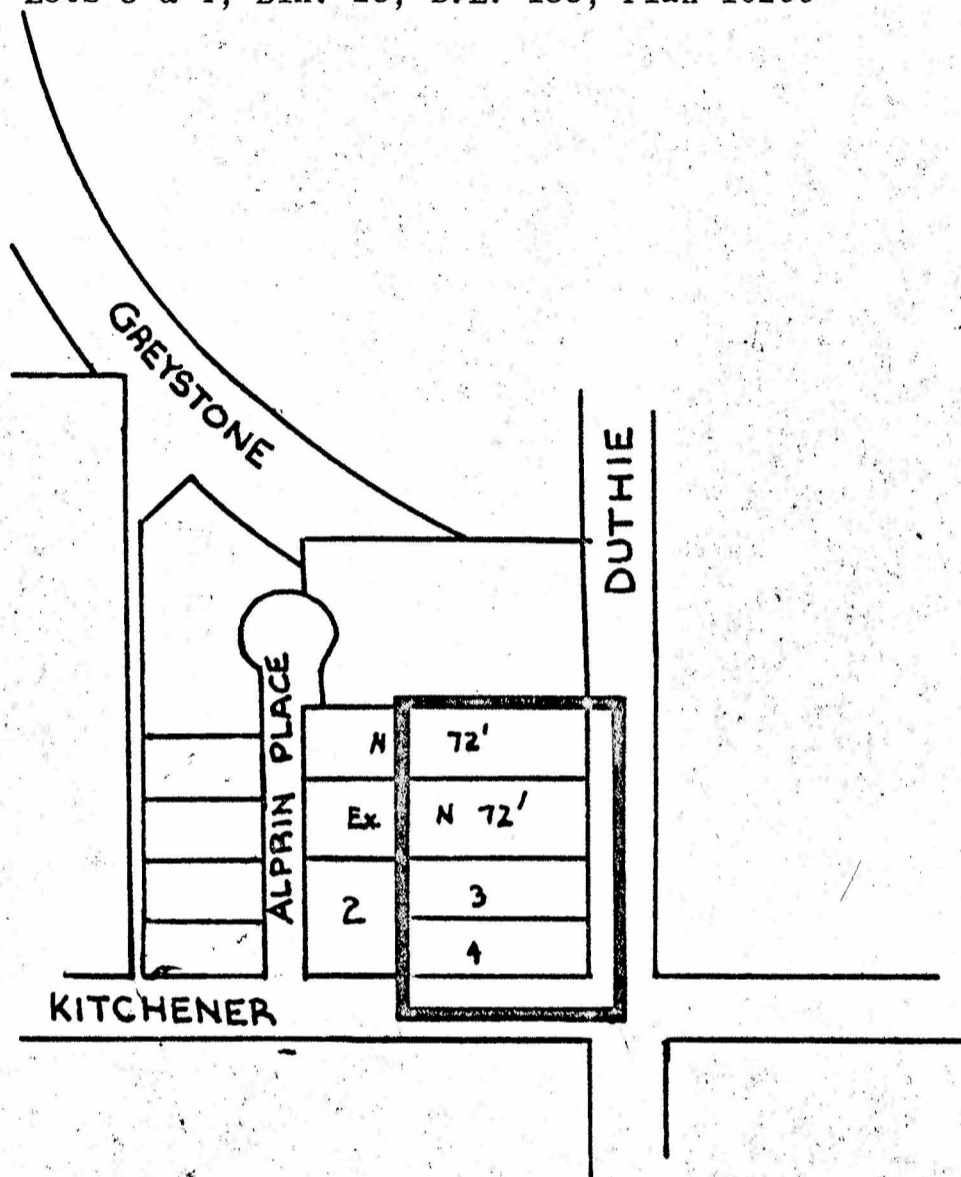 GREYSTONE
DUTHIE
ALPRIN PLACE
N 72'
Ex. N 72'
2
3
4
KITCHENER